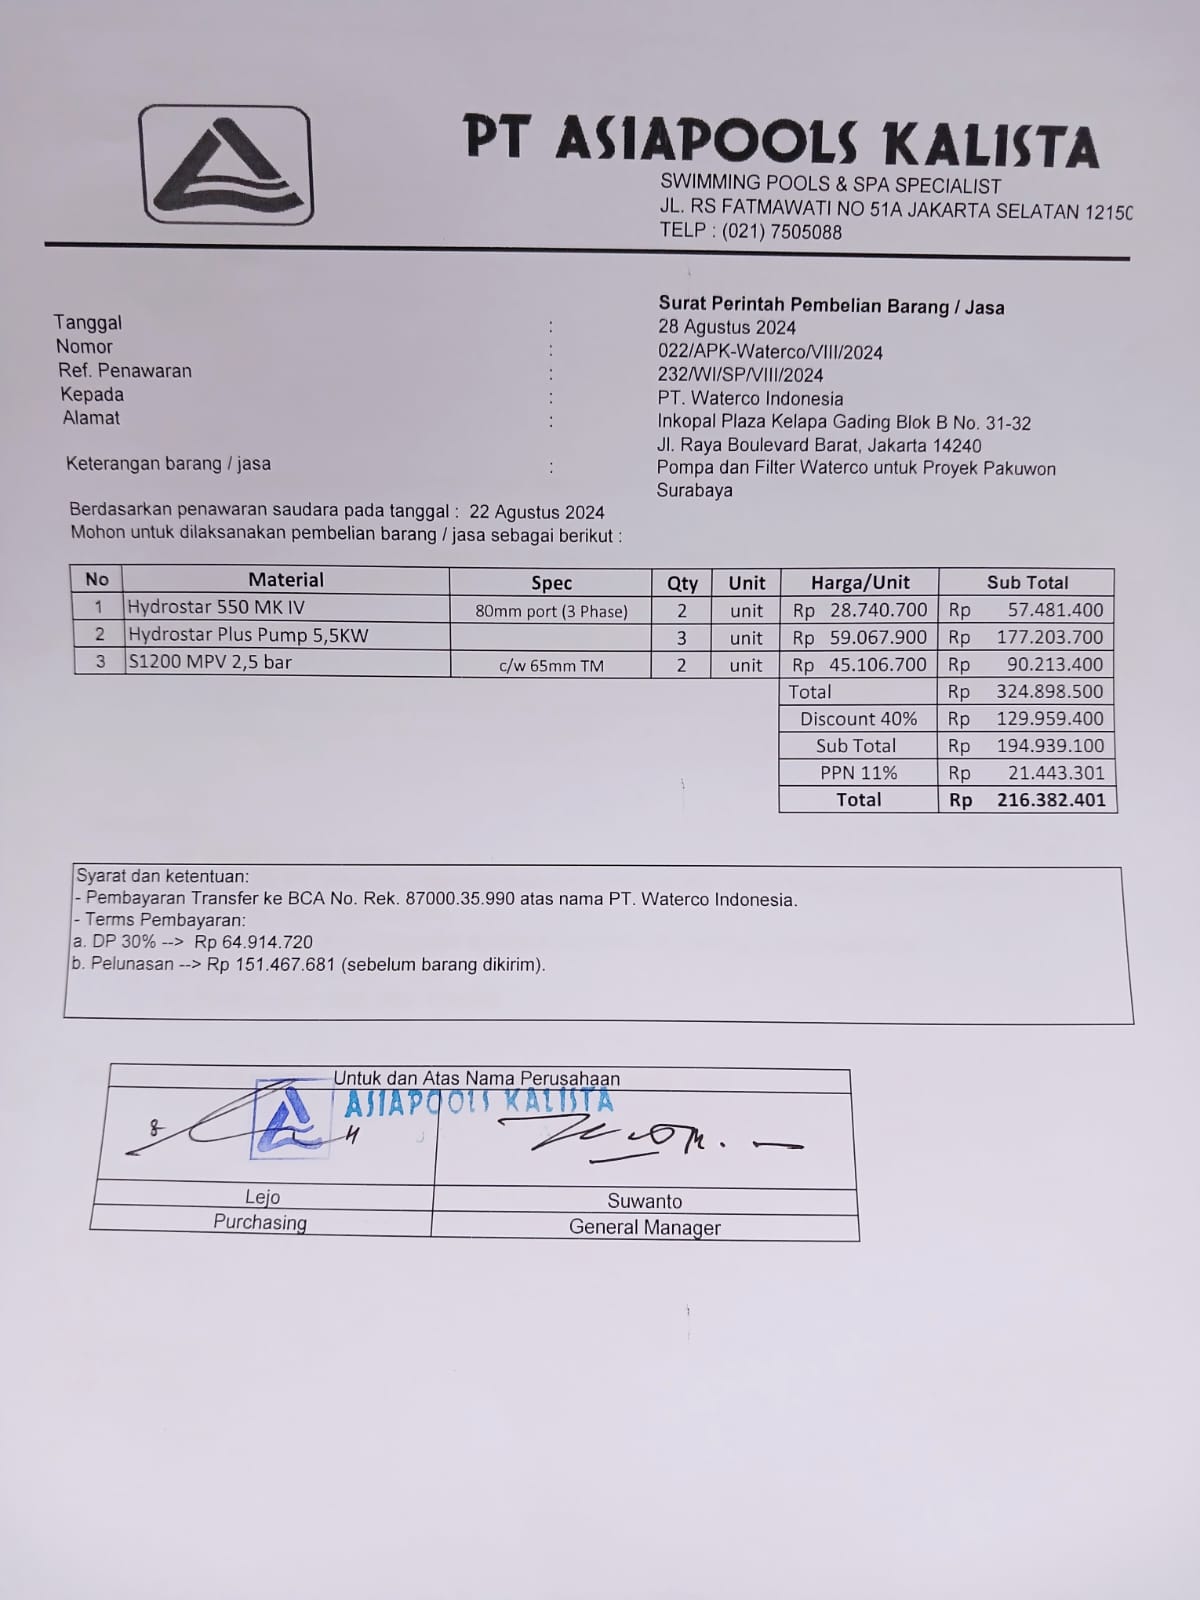 PT ASIAPOOLS KALISTA
SWIMMING POOLS & SPA SPECIALIST
JL. RS FATMAWATI NO 51A JAKARTA SELATAN 12150
TELP : (021) 7505088
Surat Perintah Pembelian Barang / Jasa
Tanggal : 28 Agustus 2024
Nomor : 022/APK-Waterco/VIII/2024
Ref. Penawaran : 232/WI/SP/VIII/2024
Kepada : PT. Waterco Indonesia
Alamat : Inkopal Plaza Kelapa Gading Blok B No. 31-32
Jl. Raya Boulevard Barat, Jakarta 14240
Keterangan barang / jasa : Pompa dan Filter Waterco untuk Proyek Pakuwon
Surabaya
Berdasarkan penawaran saudara pada tanggal : 22 Agustus 2024
Mohon untuk dilaksanakan pembelian barang / jasa sebagai berikut :
No Material Spec Qty Unit Harga/Unit Sub Total
1 Hydrostar 550 MK IV 80mm port (3 Phase) 2 unit Rp 28.740.700 Rp 57.481.400
2 Hydrostar Plus Pump 5,5KW 3 unit Rp 59.067.900 Rp 177.203.700
3 S1200 MPV 2,5 bar c/w 65mm TM 2 unit Rp 45.106.700 Rp 90.213.400
Total Rp 324.898.500
Discount 40% Rp 129.959.400
Sub Total Rp 194.939.100
PPN 11% Rp 21.443.301
Total Rp 216.382.401
Syarat dan ketentuan:
- Pembayaran Transfer ke BCA No. Rek. 87000.35.990 atas nama PT. Waterco Indonesia.
- Terms Pembayaran:
a. DP 30% --> Rp 64.914.720
b. Pelunasan --> Rp 151.467.681 (sebelum barang dikirim).
Untuk dan Atas Nama Perusahaan
ASIAPOOLS KALISTA
Lejo Suwanto
Purchasing General Manager